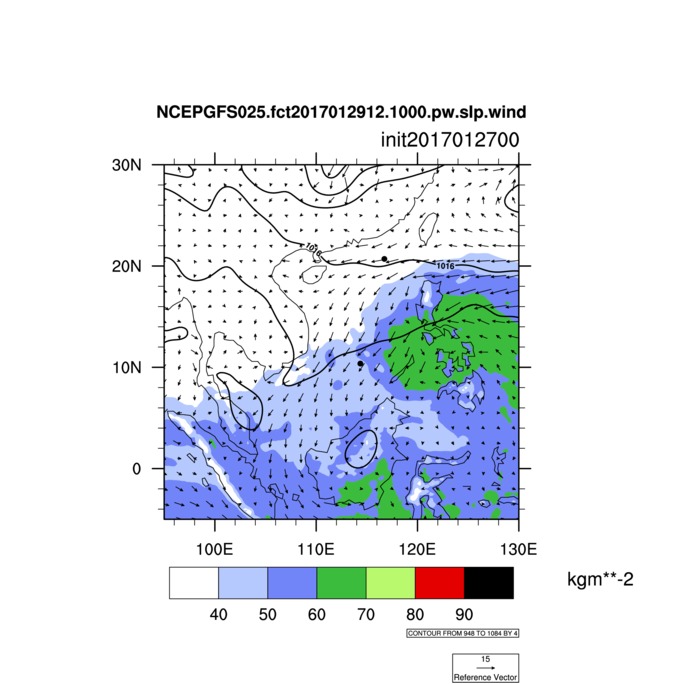 NCEPGFS025.fct2017012912.1000.pw.slp.wind
init2017012700
30N
1016
20N
1016
10N
0
100E 110E 120E 130E
kgm**-2
40 50 60 70 80 90
CONTOUR FROM 948 TO 1084 BY 4
15
Reference Vector